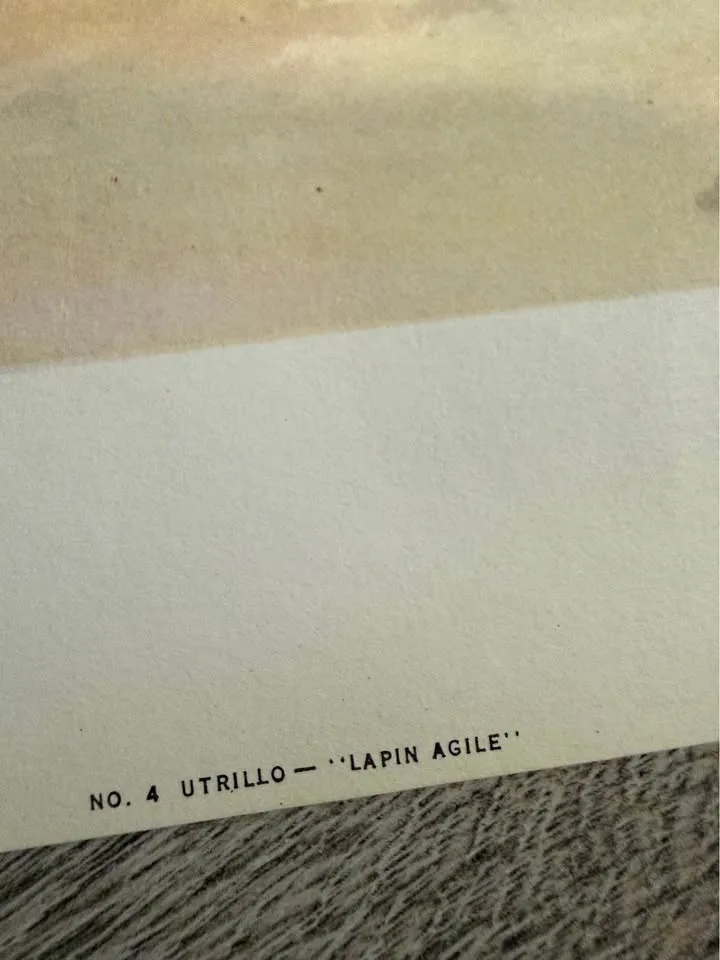 NO. 4 UTRILLO — "LAPIN AGILE"